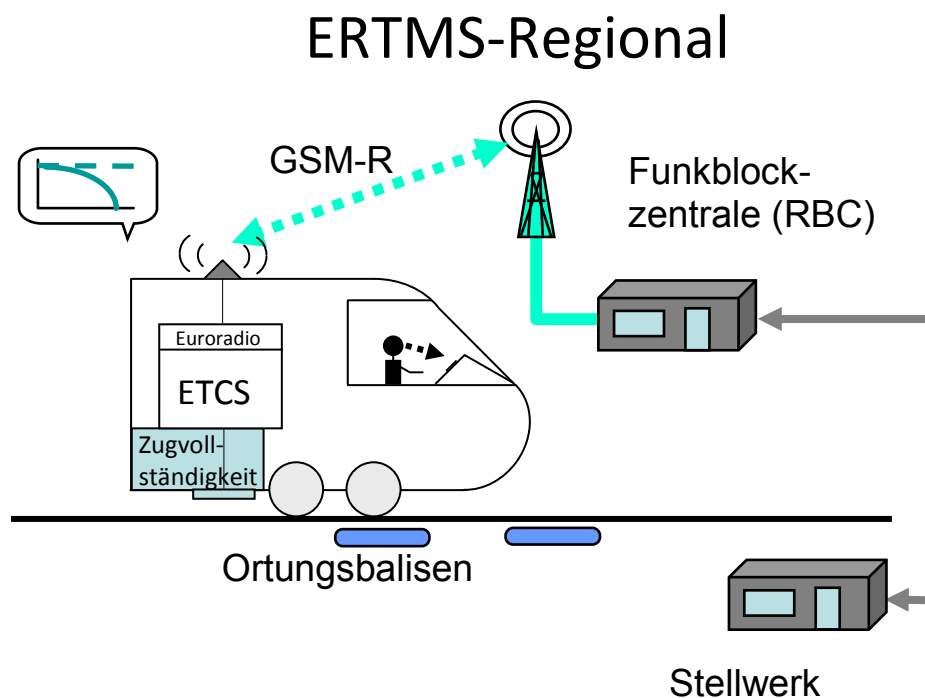 ERTMS-Regional
GSM-R
Funkblock-
zentrale (RBC)
Euroradio
ETCS
Zugvoll-
ständigkeit
Ortungsbalisen
Stellwerk